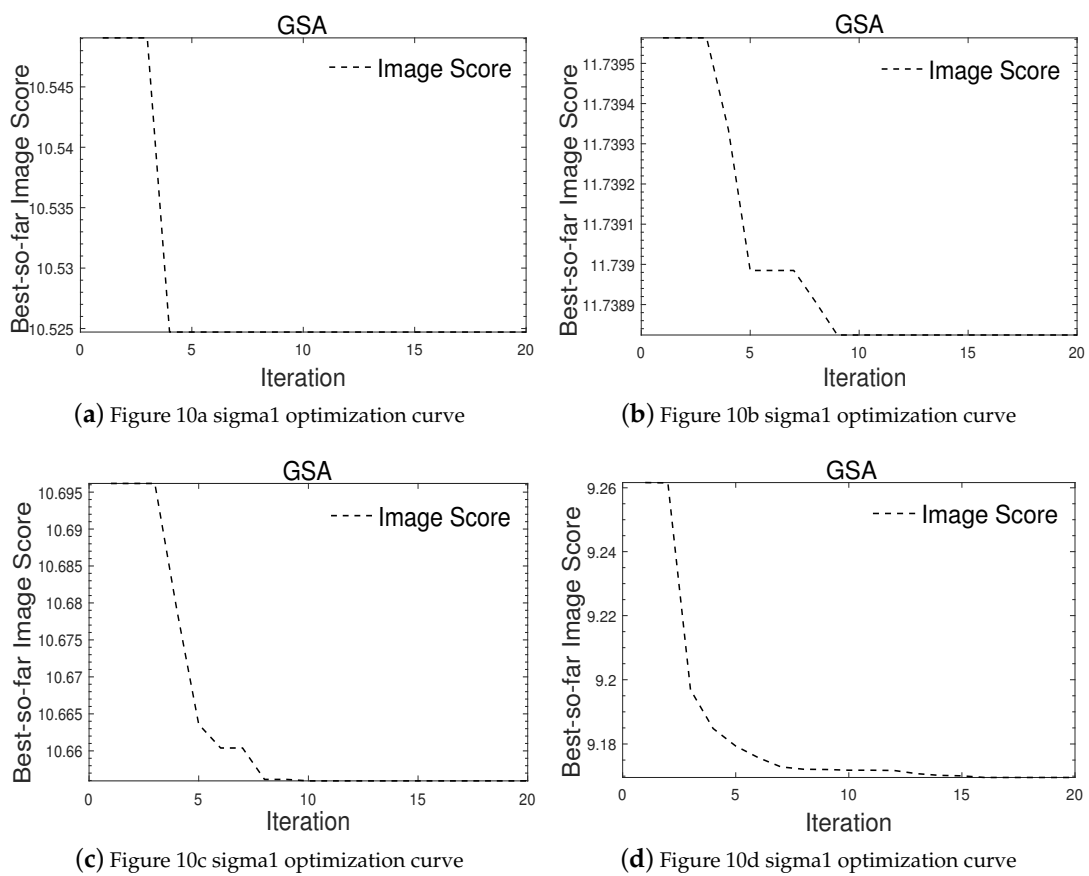 GSA
Image Score
Best-so-far Image Score
10.545
10.54
10.535
10.53
10.525
0 5 10 15 20
Iteration
(a) Figure 10a sigma1 optimization curve
GSA
Image Score
Best-so-far Image Score
11.7395
11.7394
11.7393
11.7392
11.7391
11.739
11.7389
0 5 10 15 20
Iteration
(b) Figure 10b sigma1 optimization curve
GSA
Image Score
Best-so-far Image Score
10.695
10.69
10.685
10.68
10.675
10.67
10.665
10.66
0 5 10 15 20
Iteration
(c) Figure 10c sigma1 optimization curve
GSA
Image Score
Best-so-far Image Score
9.26
9.24
9.22
9.2
9.18
0 5 10 15 20
Iteration
(d) Figure 10d sigma1 optimization curve